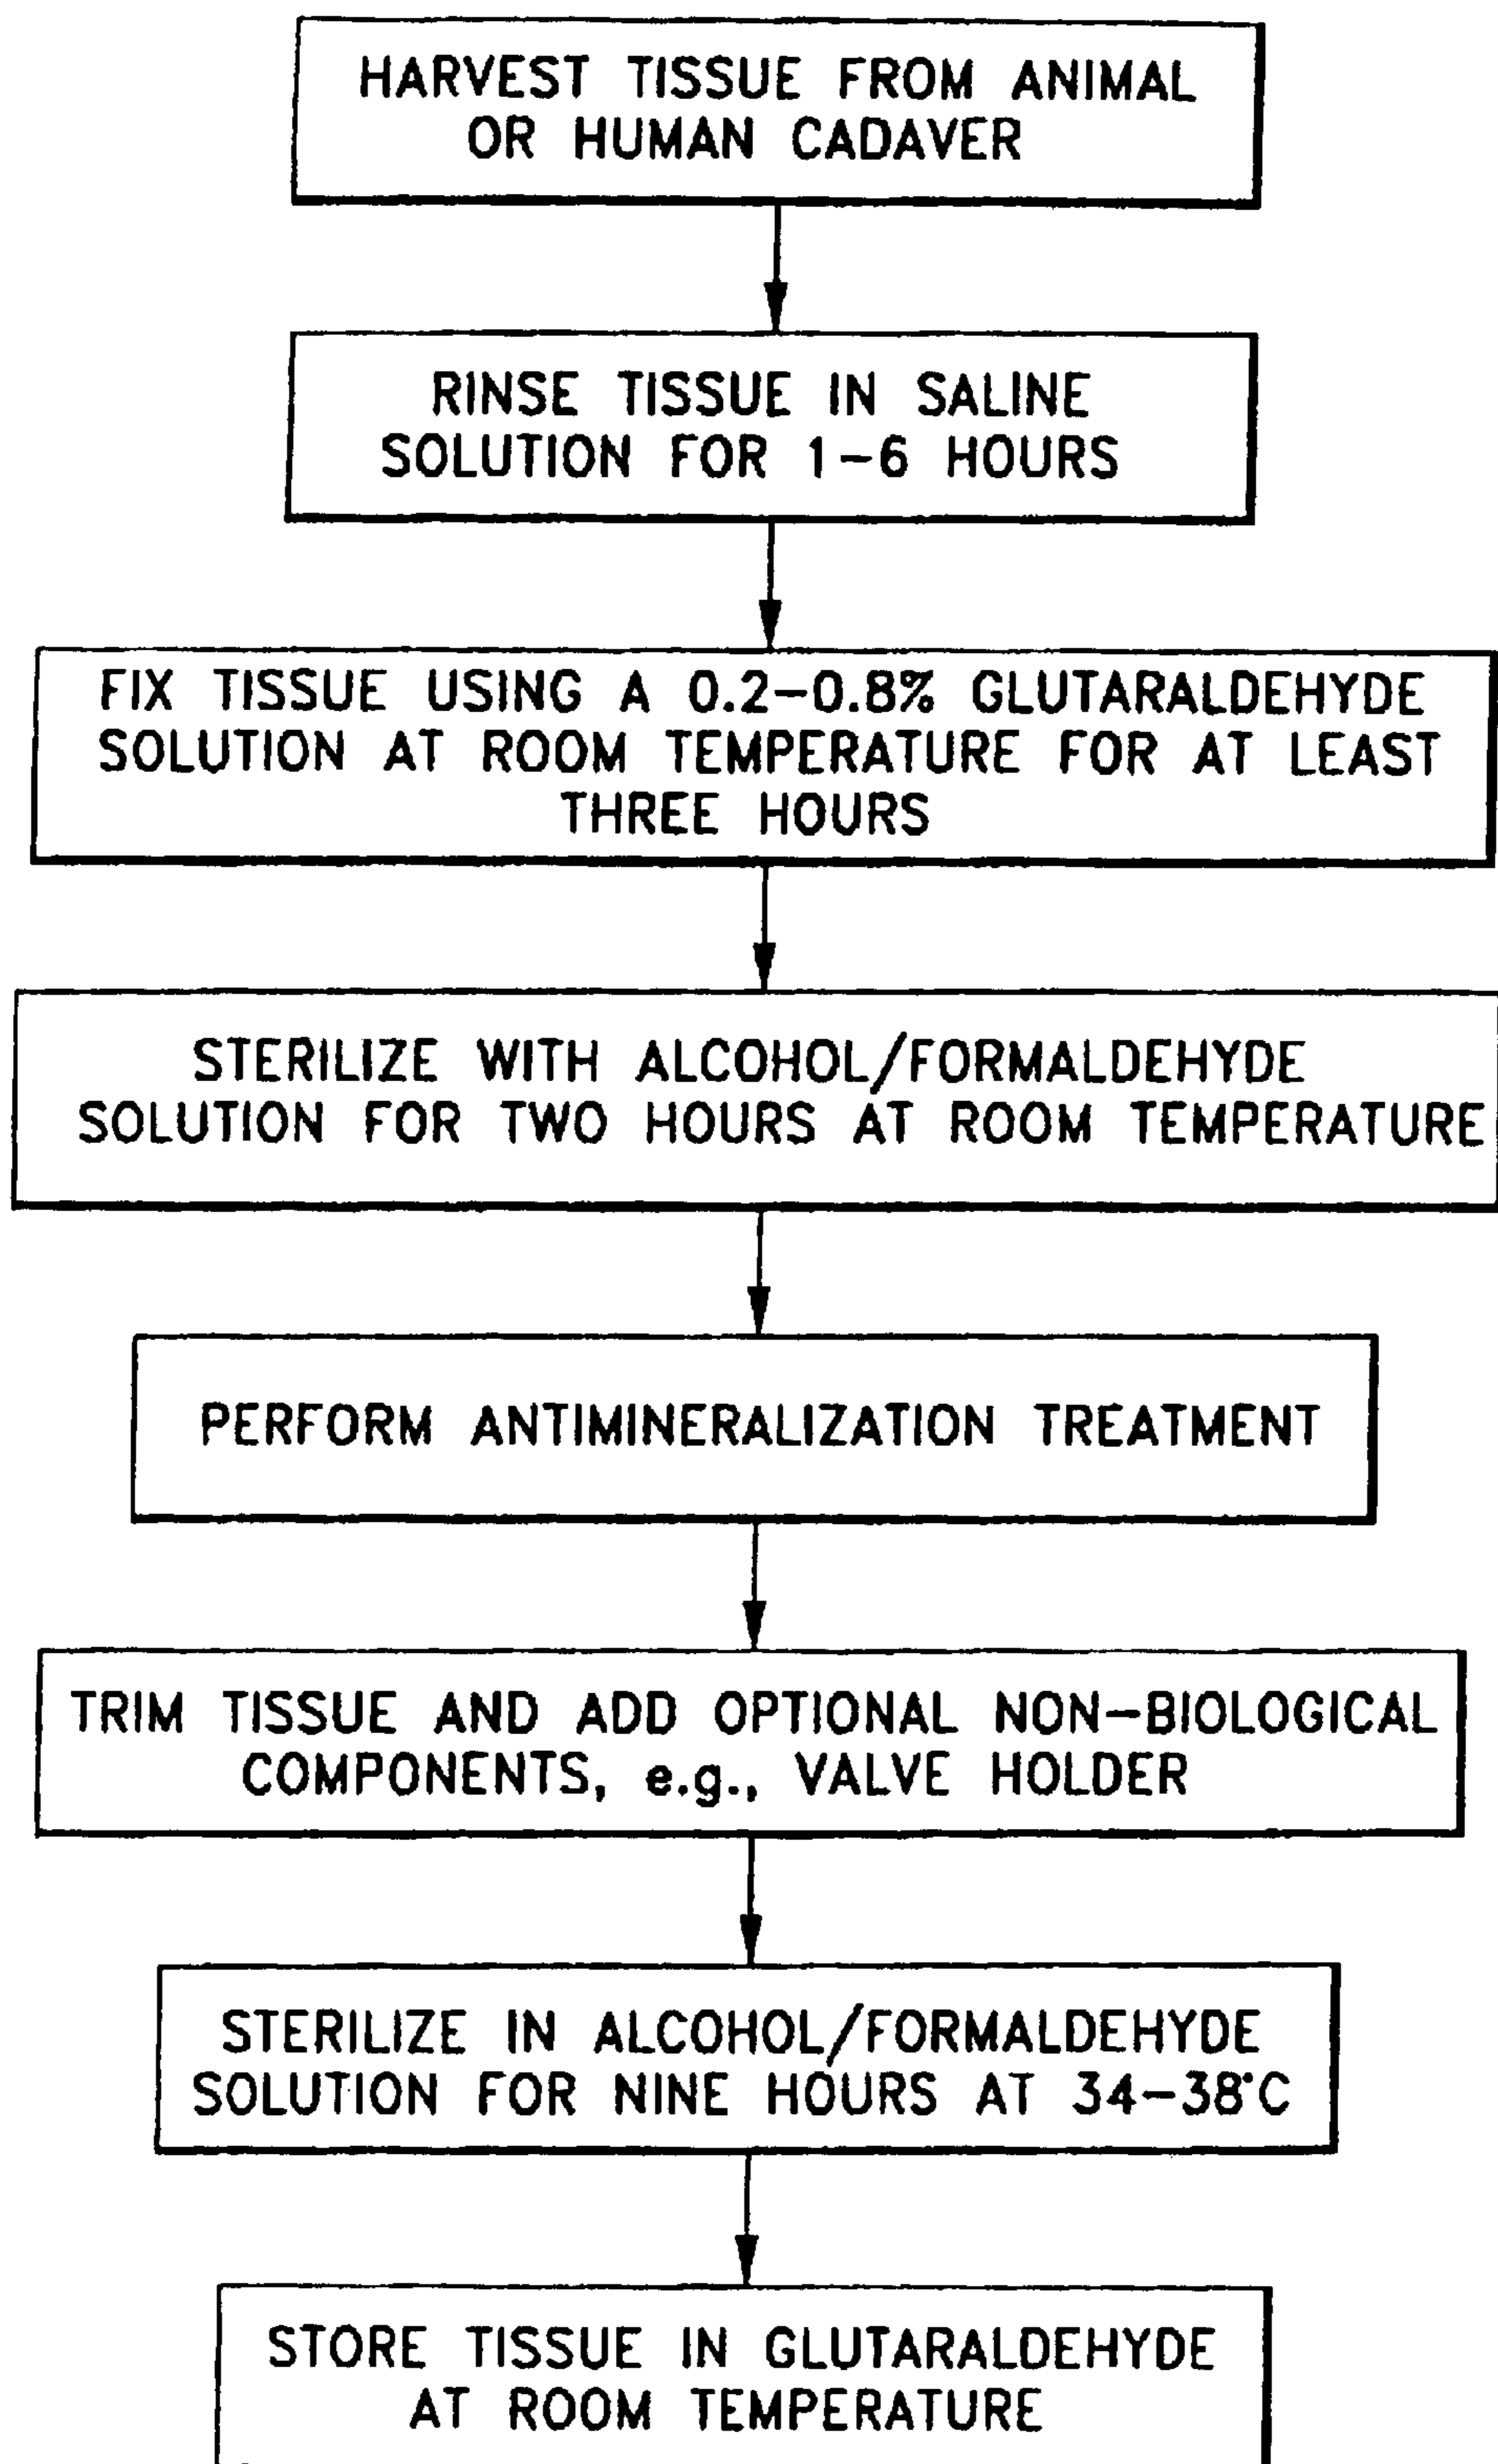 HARVEST TISSUE FROM ANIMAL
OR HUMAN CADAVER
RINSE TISSUE IN SALINE
SOLUTION FOR 1-6 HOURS
FIX TISSUE USING A 0.2-0.8% GLUTARALDEHYDE
SOLUTION AT ROOM TEMPERATURE FOR AT LEAST
THREE HOURS
STERILIZE WITH ALCOHOL/FORMALDEHYDE
SOLUTION FOR TWO HOURS AT ROOM TEMPERATURE
PERFORM ANTIMINERALIZATION TREATMENT
TRIM TISSUE AND ADD OPTIONAL NON-BIOLOGICAL
COMPONENTS, e.g., VALVE HOLDER
STERILIZE IN ALCOHOL/FORMALDEHYDE
SOLUTION FOR NINE HOURS AT 34-38°C
STORE TISSUE IN GLUTARALDEHYDE
AT ROOM TEMPERATURE